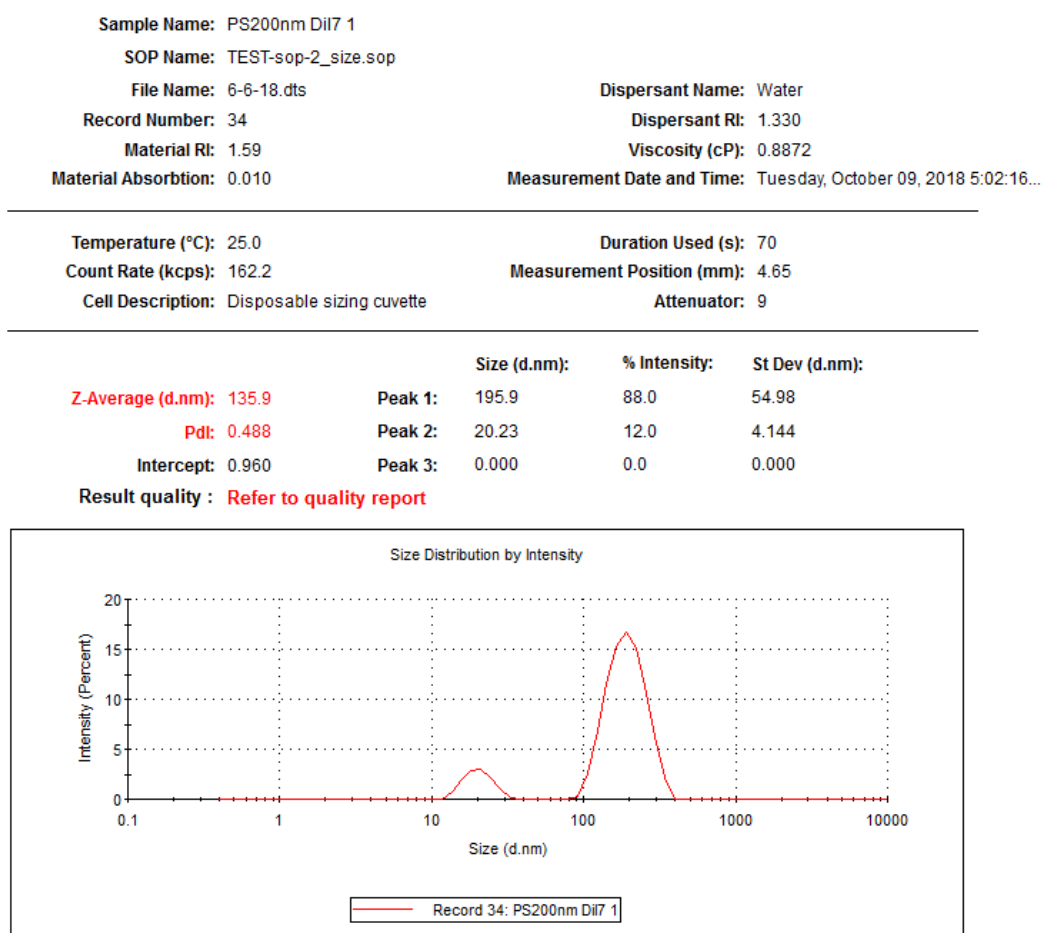 Sample Name: PS200nm Dil7 1
SOP Name: TEST-sop-2_size.sop
File Name: 6-6-18.dts Dispersant Name: Water
Record Number: 34 Dispersant RI: 1.330
Material RI: 1.59 Viscosity (cP): 0.8872
Material Absorbtion: 0.010 Measurement Date and Time: Tuesday, October 09, 2018 5:02:16...
Temperature (°C): 25.0 Duration Used (s): 70
Count Rate (kcps): 162.2 Measurement Position (mm): 4.65
Cell Description: Disposable sizing cuvette Attenuator: 9
Size (d.nm): % Intensity: St Dev (d.nm):
Z-Average (d.nm): 135.9 Peak 1: 195.9 88.0 54.98
PdI: 0.488 Peak 2: 20.23 12.0 4.144
Intercept: 0.960 Peak 3: 0.000 0.0 0.000
Result quality : Refer to quality report
Size Distribution by Intensity
20
15
10
5
0
Intensity (Percent)
0.1 1 10 100 1000 10000
Size (d.nm)
Record 34: PS200nm Dil7 1